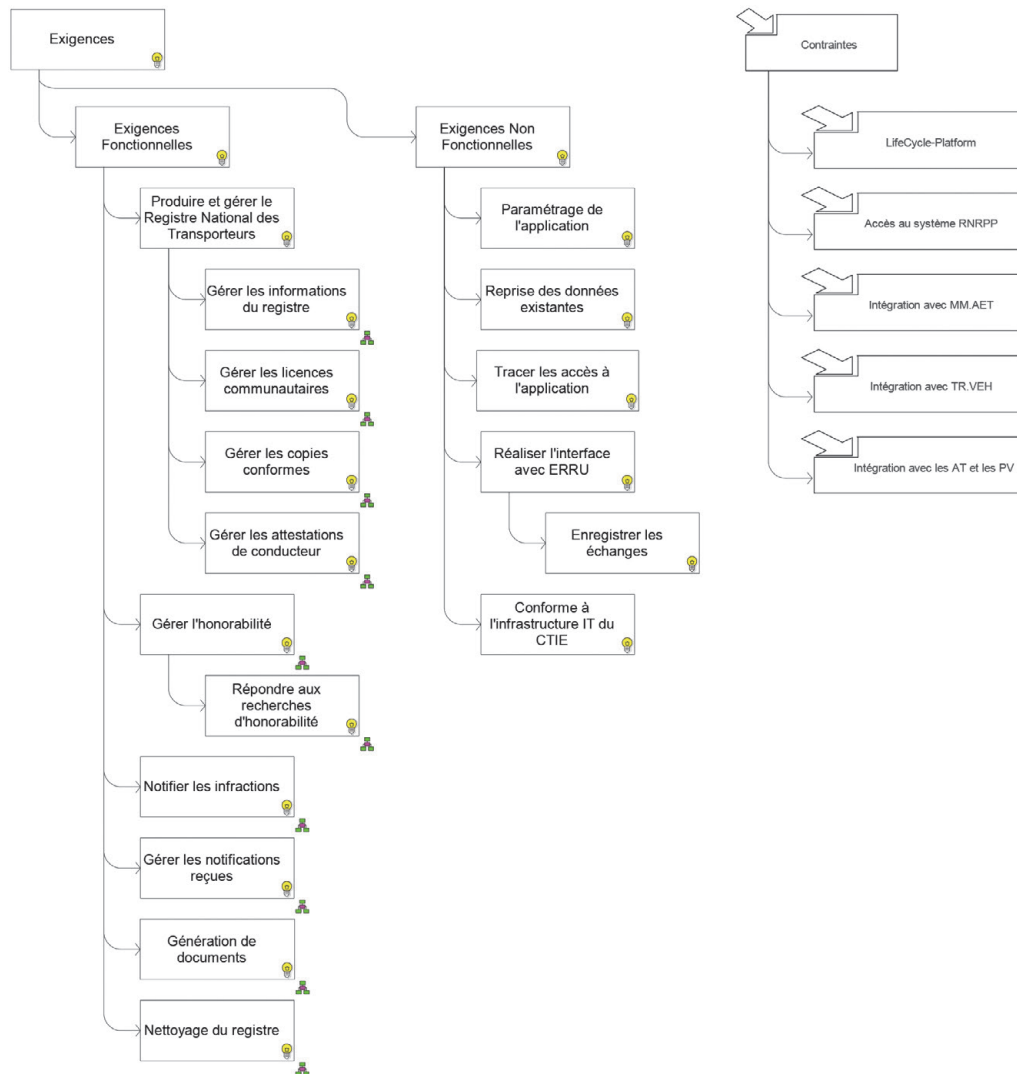 Exigences
Exigences
Fonctionnelles
Produire et gérer le
Registre National des
Transporteurs
Gérer les informations
du registre
Gérer les licences
communautaires
Gérer les copies
conformes
Gérer les attestations
de conducteur
Gérer l'honorabilité
Répondre aux
recherches
d'honorabilité
Notifier les infractions
Gérer les notifications
reçues
Génération de
documents
Nettoyage du registre
Exigences Non
Fonctionnelles
Paramétrage de
l'application
Reprise des données
existantes
Tracer les accès à
l'application
Réaliser l'interface
avec ERRU
Enregistrer les
échanges
Conforme à
l'infrastructure IT du
CTIE
Contraintes
LifeCycle-Platform
Accès au système RNRPP
Intégration avec MM.AET
Intégration avec TR.VEH
Intégration avec les AT et les PV